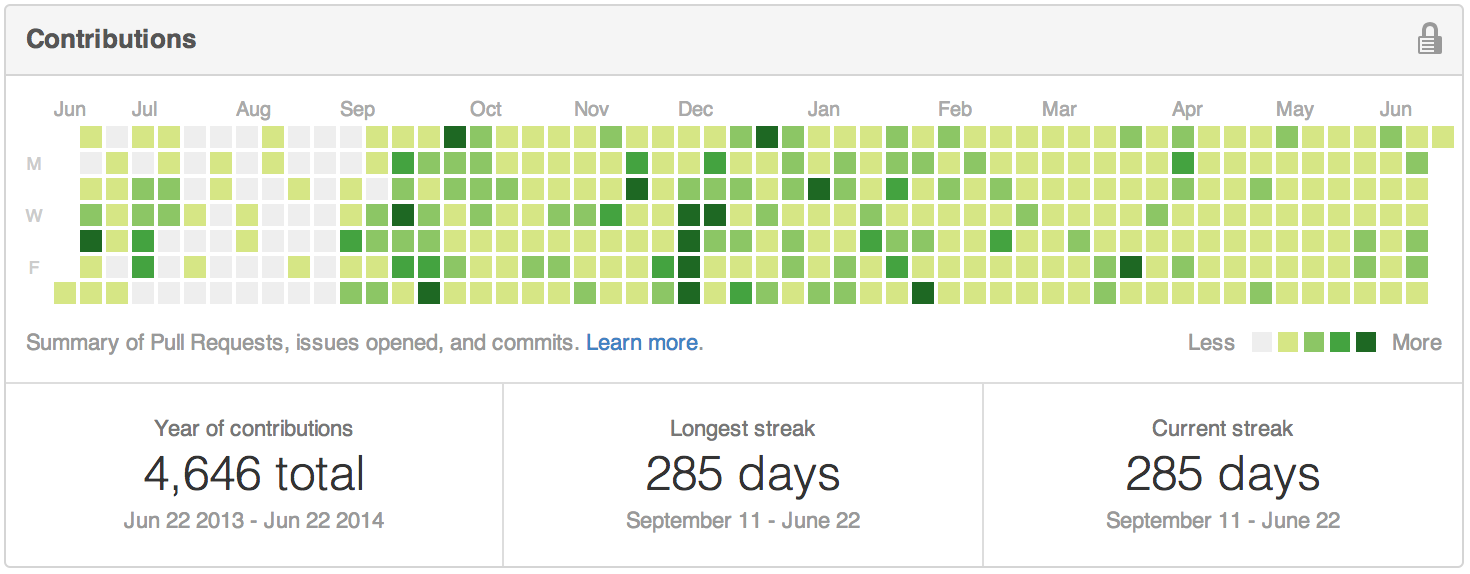 Contributions
Jun Jul Aug Sep Oct Nov Dec Jan Feb Mar Apr May Jun
M
W
F
Summary of Pull Requests, issues opened, and commits. Learn more.
Less More
Year of contributions
4,646 total
Jun 22 2013 - Jun 22 2014
Longest streak
285 days
September 11 - June 22
Current streak
285 days
September 11 - June 22